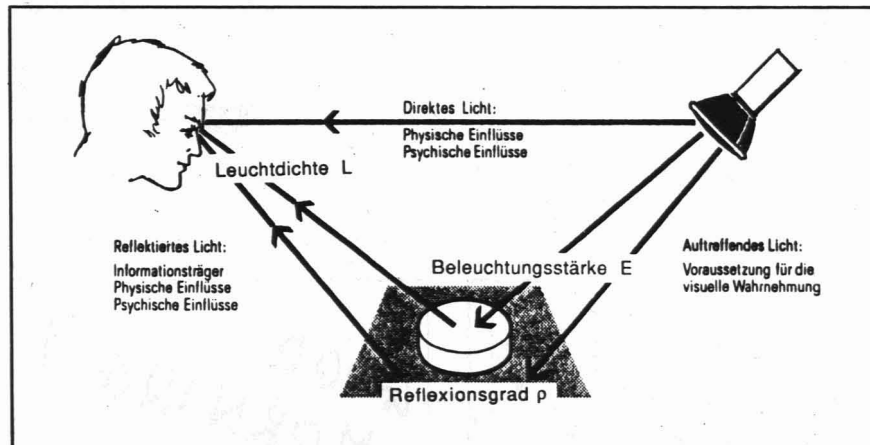 Direktes Licht:
Physische Einflüsse
Psychische Einflüsse
Leuchtdichte L
Reflektiertes Licht:
Informationsträger
Physische Einflüsse
Psychische Einflüsse
Beleuchtungsstärke E
Auftreffendes Licht:
Voraussetzung für die
visuelle Wahrnehmung
Reflexionsgrad ρ